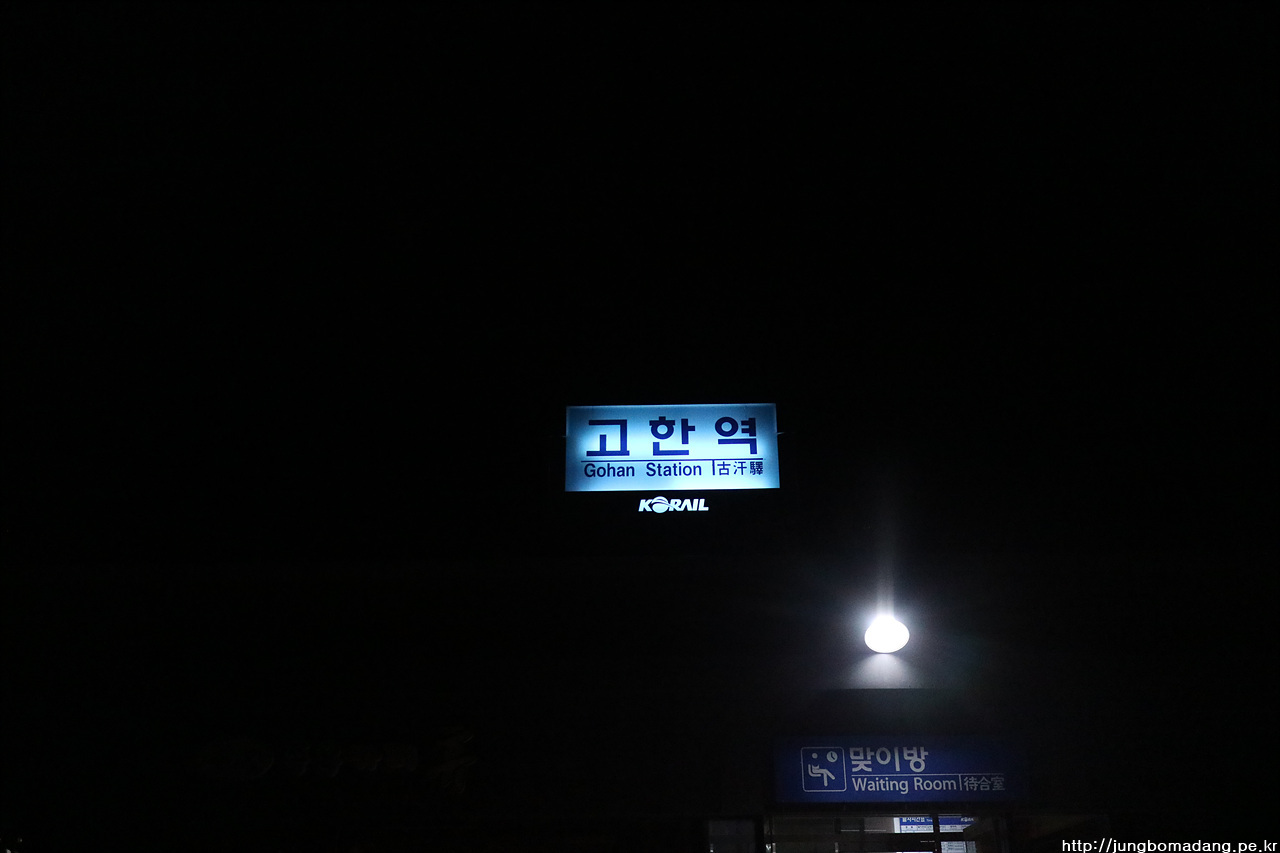 고한역
Gohan Station 古汗驛
KORAIL
맞이방
Waiting Room 待合室
http://jungbomadang.pe.kr